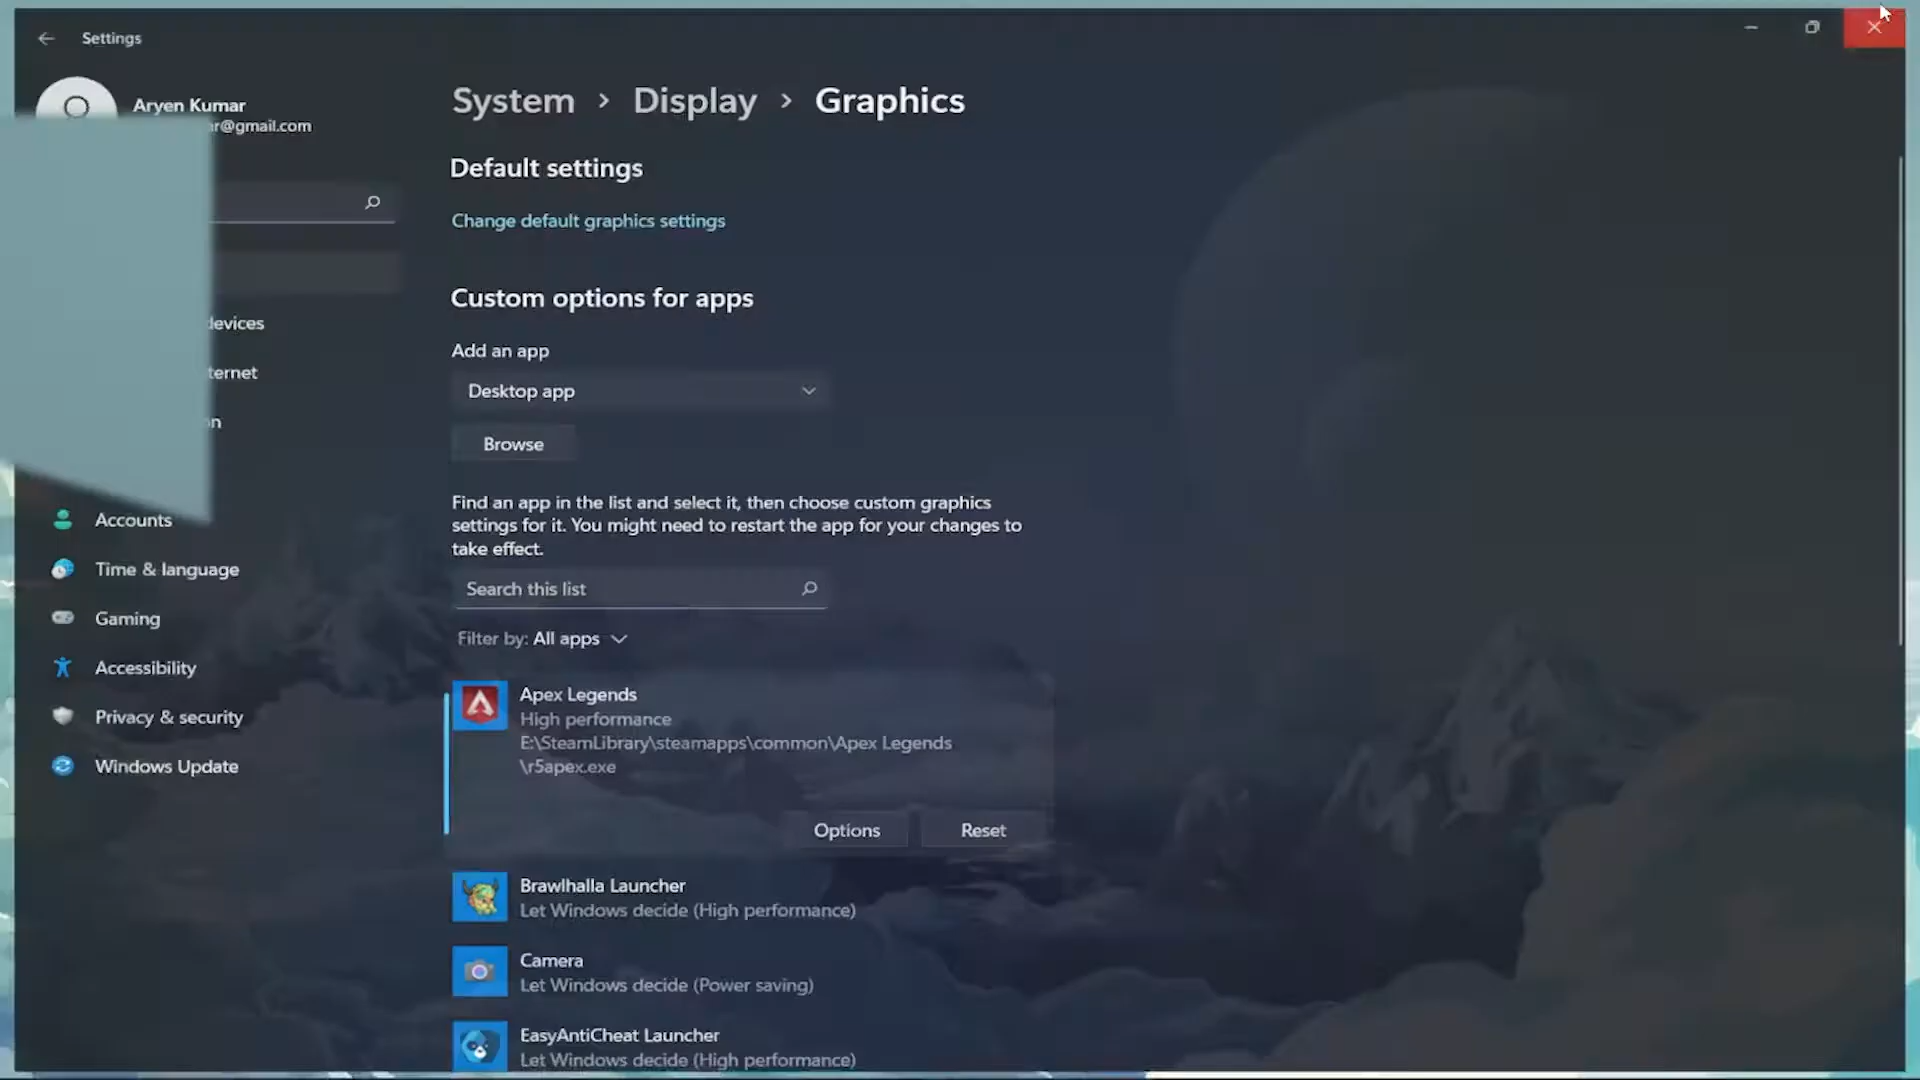 Settings
Aryen Kumar
r@gmail.com
System > Display > Graphics
Default settings
Change default graphics settings
Custom options for apps
Add an app
Desktop app
Browse
Find an app in the list and select it, then choose custom graphics
settings for it. You might need to restart the app for your changes to
take effect.
Search this list
Filter by: All apps
Apex Legends
High performance
E:\SteamLibrary\steamapps\common\Apex Legends
\r5apex.exe
Options
Reset
Brawlhalla Launcher
Let Windows decide (High performance)
Camera
Let Windows decide (Power saving)
EasyAntiCheat Launcher
Let Windows decide (High performance)
devices
ternet
on
Accounts
Time & language
Gaming
Accessibility
Privacy & security
Windows Update